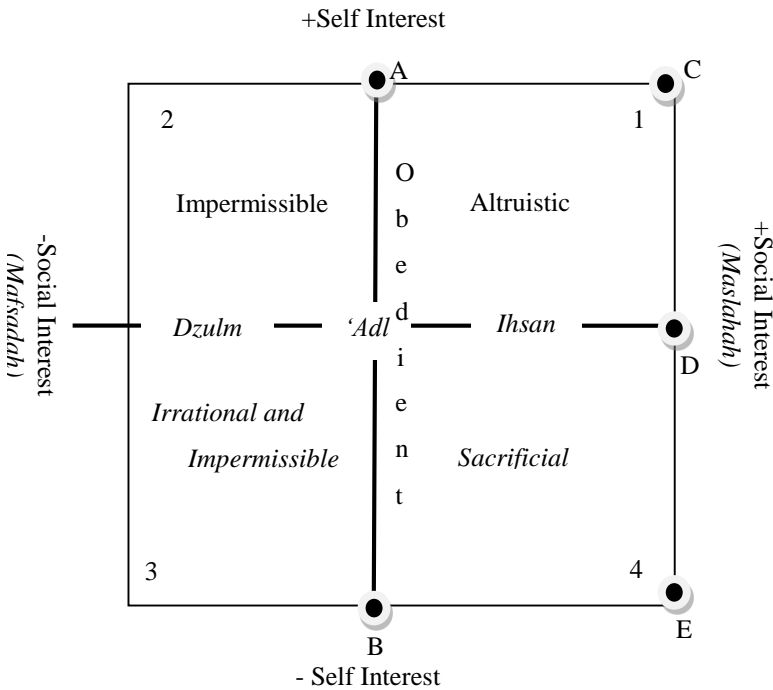 +Self Interest
A
C
2
1
Impermissible
Altruistic
Obedient
-Social Interest
(Mafsadah)
Dzulm
‘Adl
Ihsan
+Social Interest
(Maslahah)
D
Irrational and
Impermissible
Sacrificial
3
4
B
E
- Self Interest